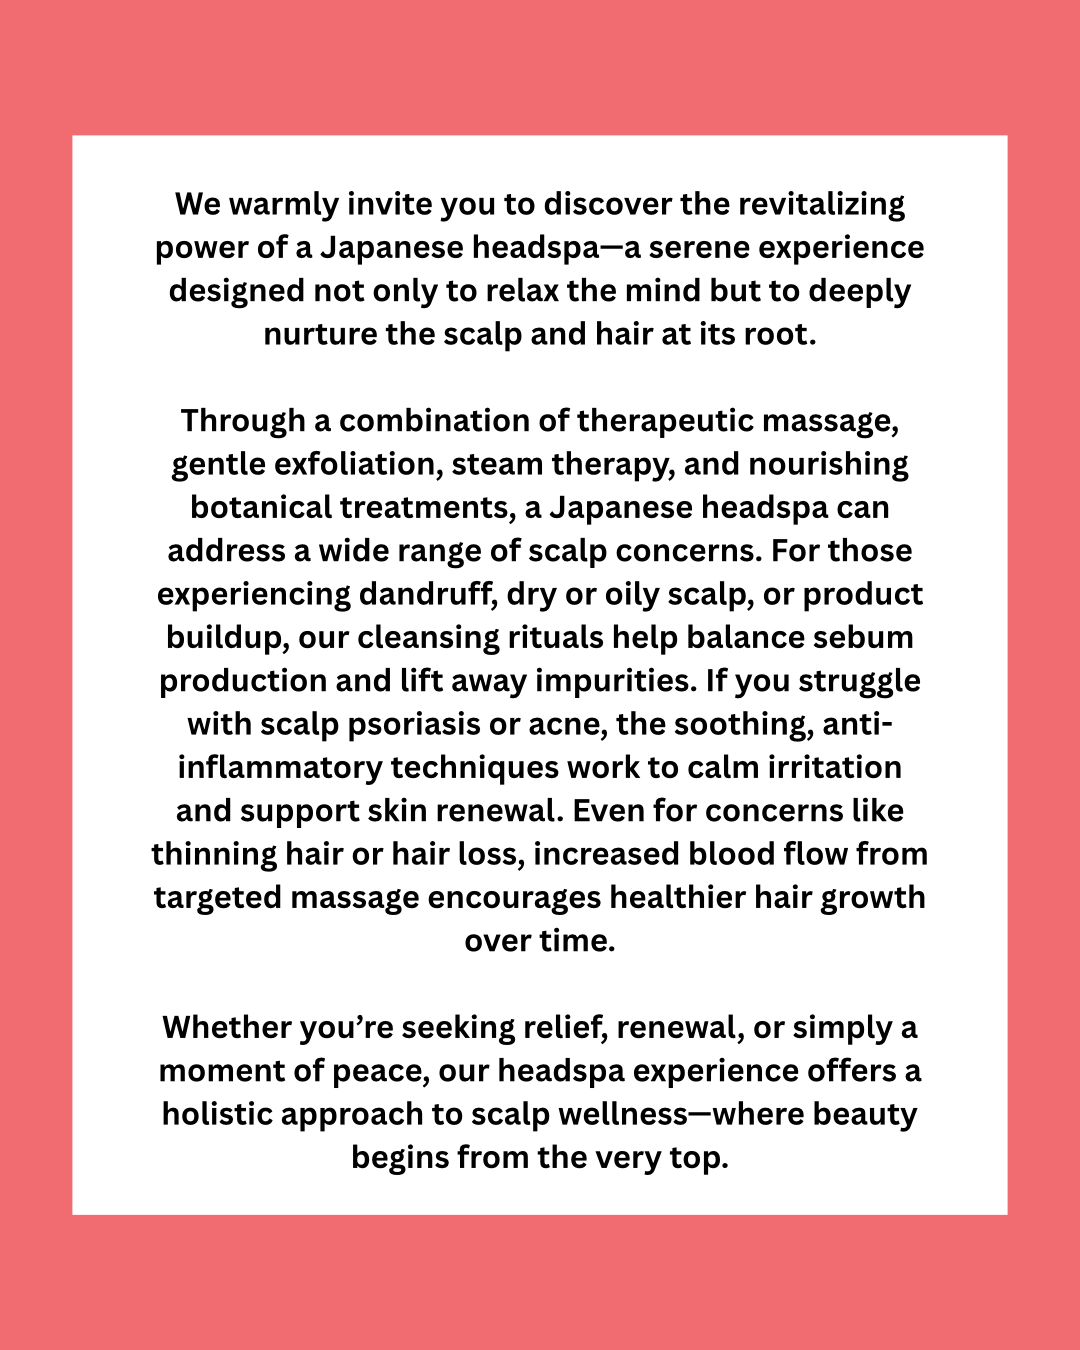 We warmly invite you to discover the revitalizing
power of a Japanese headspa—a serene experience
designed not only to relax the mind but to deeply
nurture the scalp and hair at its root.
Through a combination of therapeutic massage,
gentle exfoliation, steam therapy, and nourishing
botanical treatments, a Japanese headspa can
address a wide range of scalp concerns. For those
experiencing dandruff, dry or oily scalp, or product
buildup, our cleansing rituals help balance sebum
production and lift away impurities. If you struggle
with scalp psoriasis or acne, the soothing, anti-
inflammatory techniques work to calm irritation
and support skin renewal. Even for concerns like
thinning hair or hair loss, increased blood flow from
targeted massage encourages healthier hair growth
over time.
Whether you’re seeking relief, renewal, or simply a
moment of peace, our headspa experience offers a
holistic approach to scalp wellness—where beauty
begins from the very top.